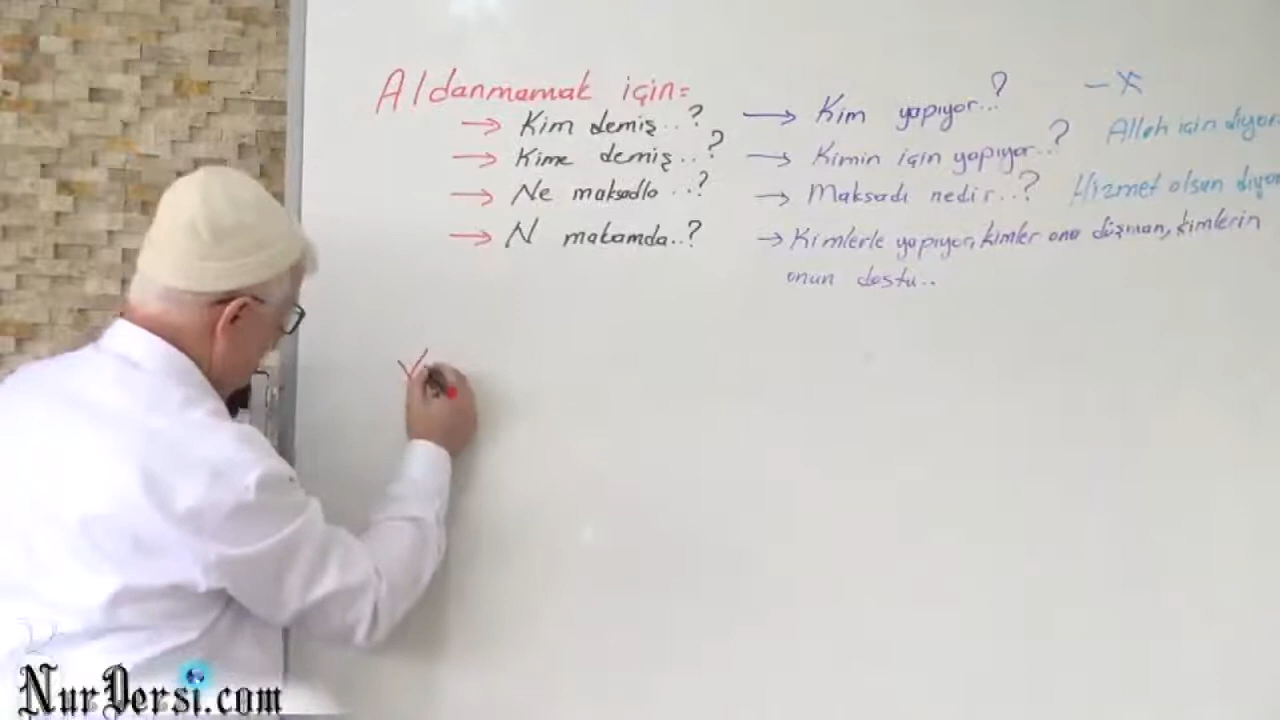 Aldanmamak için:
→ Kim demiş..? → Kim yapıyor..? – X
→ Kime demiş..? → Kimin için yapıyor..? Allah için diyor.
→ Ne maksadla ..? → Maksadı nedir..? Hizmet olsun diyor
→ N makamda..? → Kimlerle yapıyor, kimler ona düşman, kimlerin
onun dostu..
Y
NurDersi.com